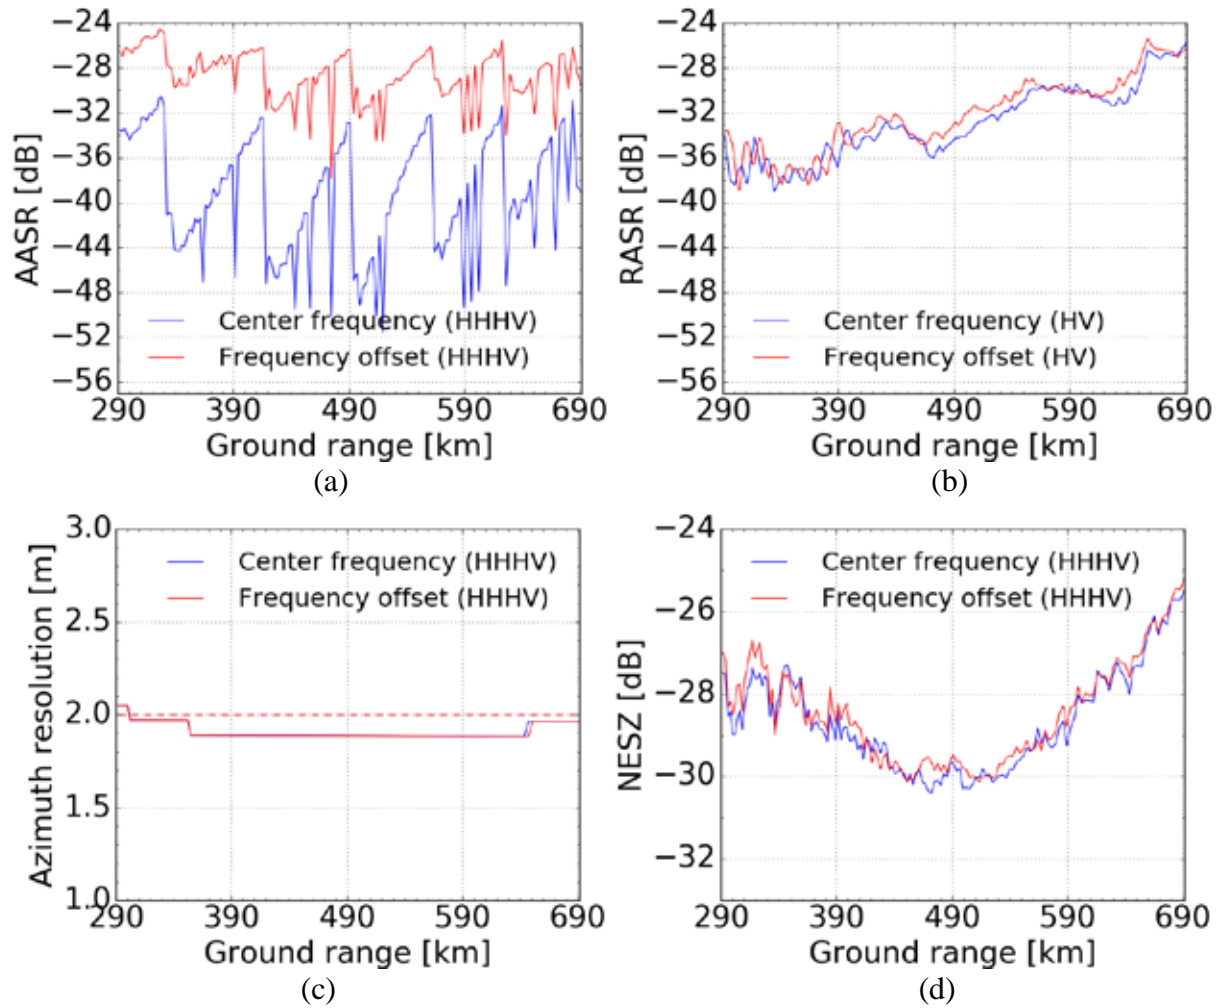 −24
−28
−32
−36
−40
−44
−48
−52
−56
AASR [dB]
Center frequency (HHHV)
Frequency offset (HHHV)
290 390 490 590 690
Ground range [km]
(a)
−24
−28
−32
−36
−40
−44
−48
−52
−56
RASR [dB]
Center frequency (HV)
Frequency offset (HV)
290 390 490 590 690
Ground range [km]
(b)
3.0
2.5
2.0
1.5
1.0
Azimuth resolution [m]
Center frequency (HHHV)
Frequency offset (HHHV)
290 390 490 590 690
Ground range [km]
(c)
−24
−26
−28
−30
−32
NESZ [dB]
Center frequency (HHHV)
Frequency offset (HHHV)
290 390 490 590 690
Ground range [km]
(d)